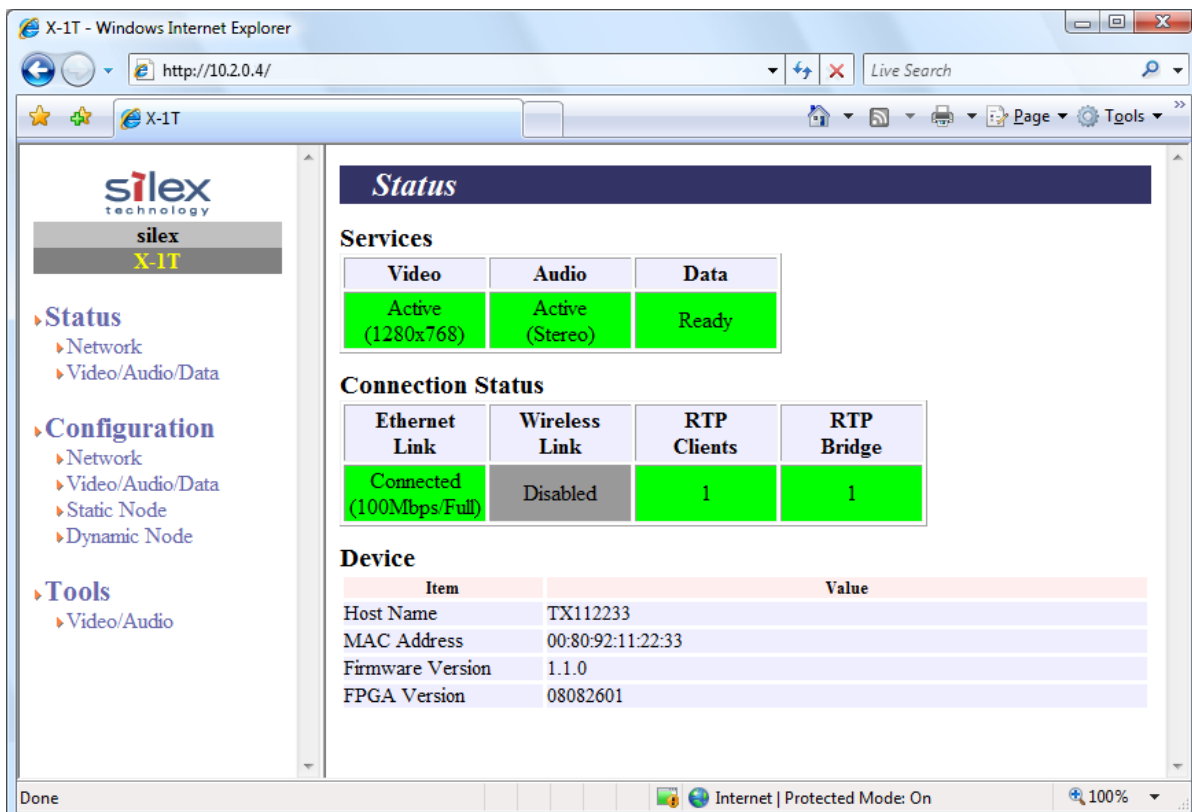 X-1T - Windows Internet Explorer
http://10.2.0.4/
Live Search
X-1T
Page
Tools
silex
technology
silex
X-1T
Status
Network
Video/Audio/Data
Configuration
Network
Video/Audio/Data
Static Node
Dynamic Node
Tools
Video/Audio
Status
Services
Video Audio Data
Active Active Ready
(1280x768) (Stereo)
Connection Status
Ethernet Wireless RTP RTP
Link Link Clients Bridge
Connected Disabled 1 1
(100Mbps/Full)
Device
Item Value
Host Name TX112233
MAC Address 00:80:92:11:22:33
Firmware Version 1.1.0
FPGA Version 08082601
Done
Internet | Protected Mode: On
100%